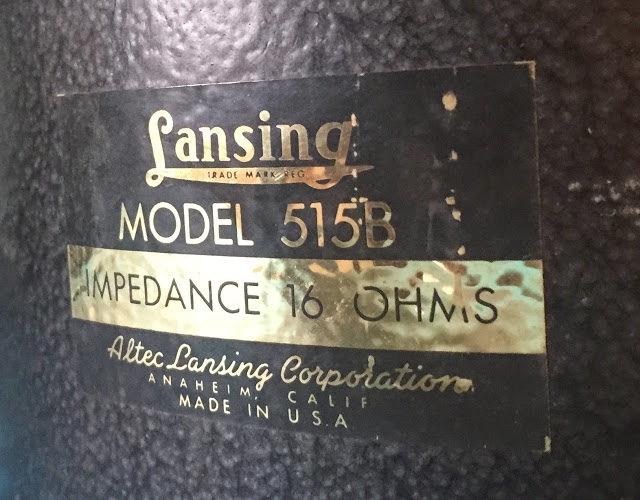 Lansing
TRADE MARK REG
MODEL 515B
IMPEDANCE 16 OHMS
Altec Lansing Corporation
ANAHEIM, CALIF
MADE IN U.S.A